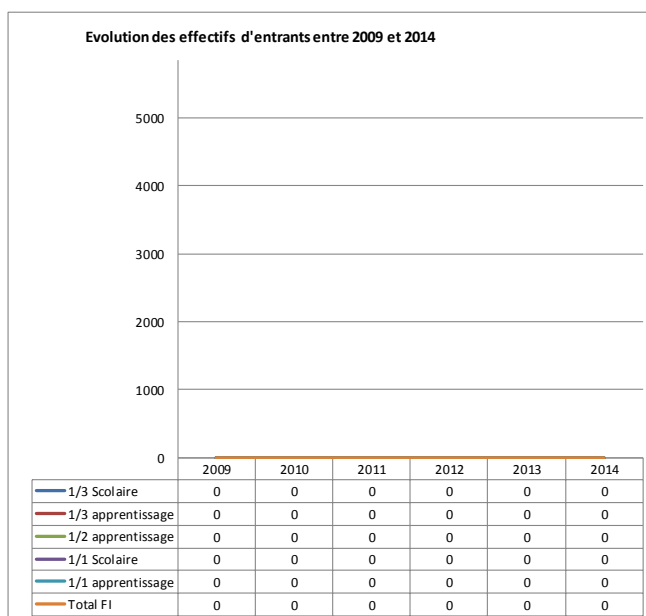 Evolution des effectifs d'entrants entre 2009 et 2014
5000
4000
3000
2000
1000
0
2009 2010 2011 2012 2013 2014
1/3 Scolaire 0 0 0 0 0 0
1/3 apprentissage 0 0 0 0 0 0
1/2 apprentissage 0 0 0 0 0 0
1/1 Scolaire 0 0 0 0 0 0
1/1 apprentissage 0 0 0 0 0 0
Total FI 0 0 0 0 0 0